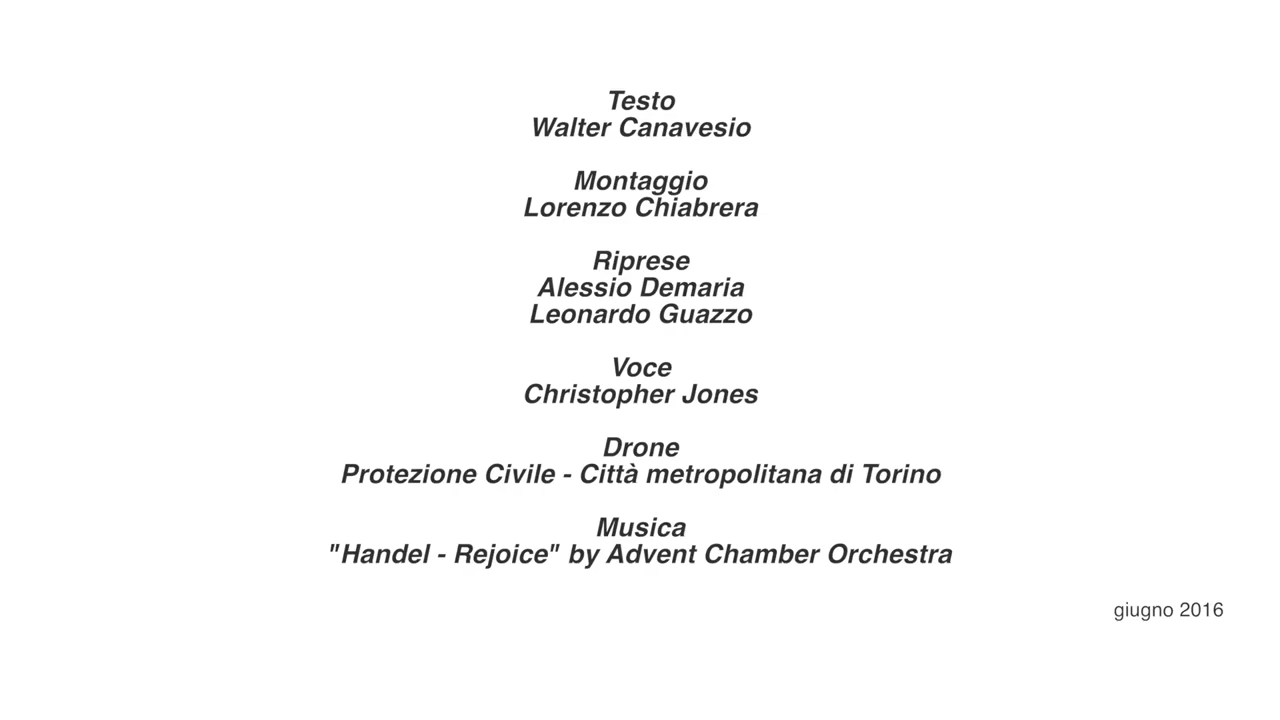 Testo
Walter Canavesio
Montaggio
Lorenzo Chiabrera
Riprese
Alessio Demaria
Leonardo Guazzo
Voce
Christopher Jones
Drone
Protezione Civile - Città metropolitana di Torino
Musica
"Handel - Rejoice" by Advent Chamber Orchestra
giugno 2016